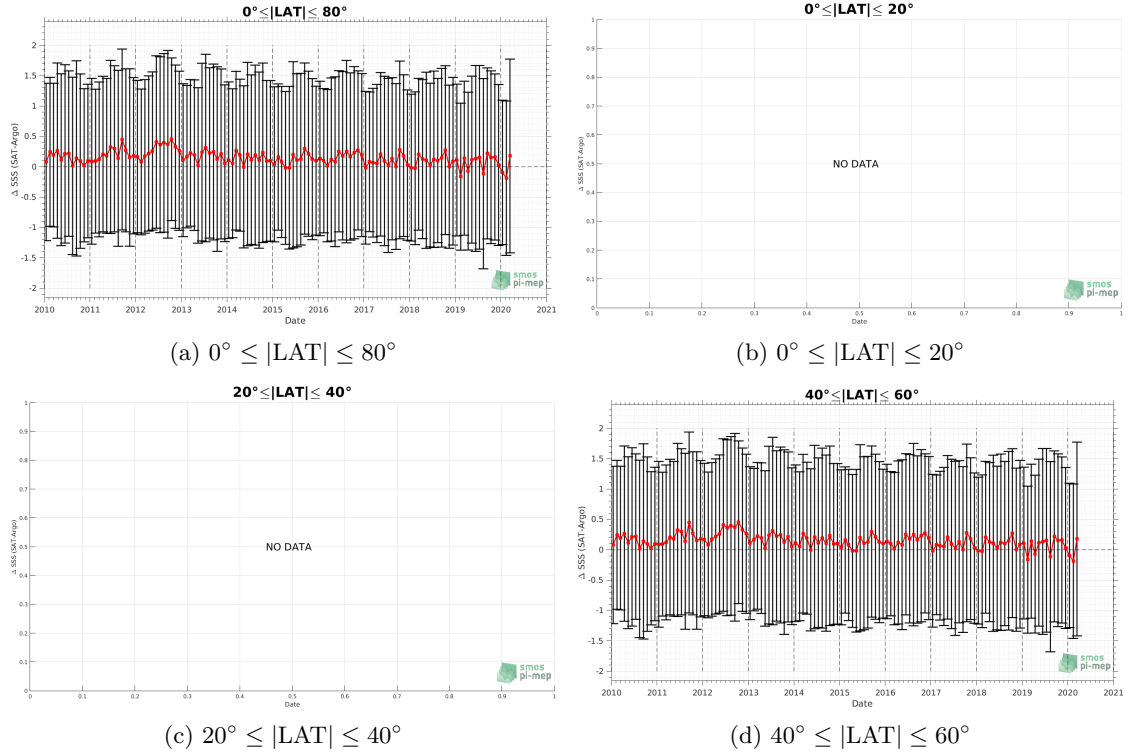 0°≤|LAT|≤ 80°
Δ SSS (SAT-Argo)
2
1.5
1
0.5
0
-0.5
-1
-1.5
-2
2010 2011 2012 2013 2014 2015 2016 2017 2018 2019 2020 2021
Date
smos
pi-mep
(a) 0° ≤ |LAT| ≤ 80°
0°≤|LAT|≤ 20°
Δ SSS (SAT-Argo)
1
0.9
0.8
0.7
0.6
0.5
0.4
0.3
0.2
0.1
0
NO DATA
0 0.1 0.2 0.3 0.4 0.5 0.6 0.7 0.8 0.9 1
Date
smos
pi-mep
(b) 0° ≤ |LAT| ≤ 20°
20°≤|LAT|≤ 40°
Δ SSS (SAT-Argo)
1
0.9
0.8
0.7
0.6
0.5
0.4
0.3
0.2
0.1
0
NO DATA
0 0.1 0.2 0.3 0.4 0.5 0.6 0.7 0.8 0.9 1
Date
smos
pi-mep
(c) 20° ≤ |LAT| ≤ 40°
40°≤|LAT|≤ 60°
Δ SSS (SAT-Argo)
2
1.5
1
0.5
0
-0.5
-1
-1.5
-2
2010 2011 2012 2013 2014 2015 2016 2017 2018 2019 2020 2021
Date
smos
pi-mep
(d) 40° ≤ |LAT| ≤ 60°